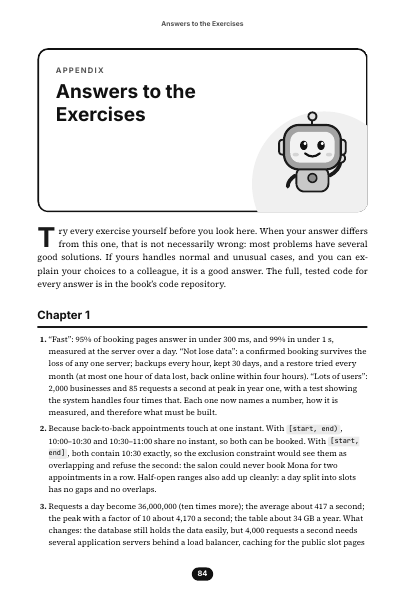 Answers to the Exercises
APPENDIX
Answers to the
Exercises
Try every exercise yourself before you look here. When your answer differs
from this one, that is not necessarily wrong: most problems have several
good solutions. If yours handles normal and unusual cases, and you can ex-
plain your choices to a colleague, it is a good answer. The full, tested code for
every answer is in the book's code repository.
Chapter 1
1. “Fast”: 95% of booking pages answer in under 300 ms, and 99% in under 1 s,
measured at the server over a day. “Not lose data”: a confirmed booking survives the
loss of any one server; backups every hour, kept 30 days, and a restore tried every
month (at most one hour of data lost, back online within four hours). “Lots of users”:
2,000 businesses and 85 requests a second at peak in year one, with a test showing
the system handles four times that. Each one now names a number, how it is
measured, and therefore what must be built.
2. Because back-to-back appointments touch at one instant. With [start, end),
10:00–10:30 and 10:30–11:00 share no instant, so both can be booked. With [start,
end], both contain 10:30 exactly, so the exclusion constraint would see them as
overlapping and refuse the second: the salon could never book Mona for two
appointments in a row. Half-open ranges also add up cleanly: a day split into slots
has no gaps and no overlaps.
3. Requests a day become 36,000,000 (ten times more); the average about 417 a second;
the peak with a factor of 10 about 4,170 a second; the table about 34 GB a year. What
changes: the database still holds the data easily, but 4,000 requests a second needs
several application servers behind a load balancer, caching for the public slot pages
84